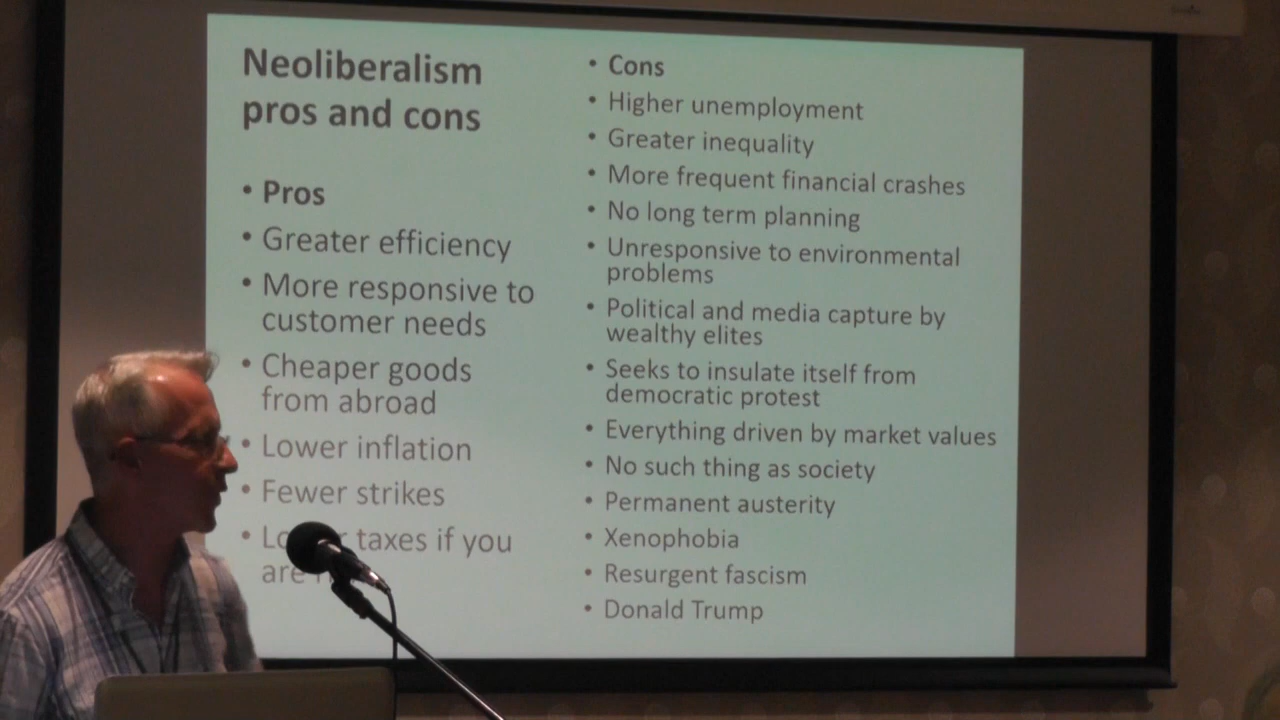 Neoliberalism
pros and cons
• Pros
• Greater efficiency
• More responsive to
customer needs
• Cheaper goods
from abroad
• Lower inflation
• Fewer strikes
• taxes if you
are
• Cons
• Higher unemployment
• Greater inequality
• More frequent financial crashes
• No long term planning
• Unresponsive to environmental
problems
• Political and media capture by
wealthy elites
• Seeks to insulate itself from
democratic protest
• Everything driven by market values
• No such thing as society
• Permanent austerity
• Xenophobia
• Resurgent fascism
• Donald Trump